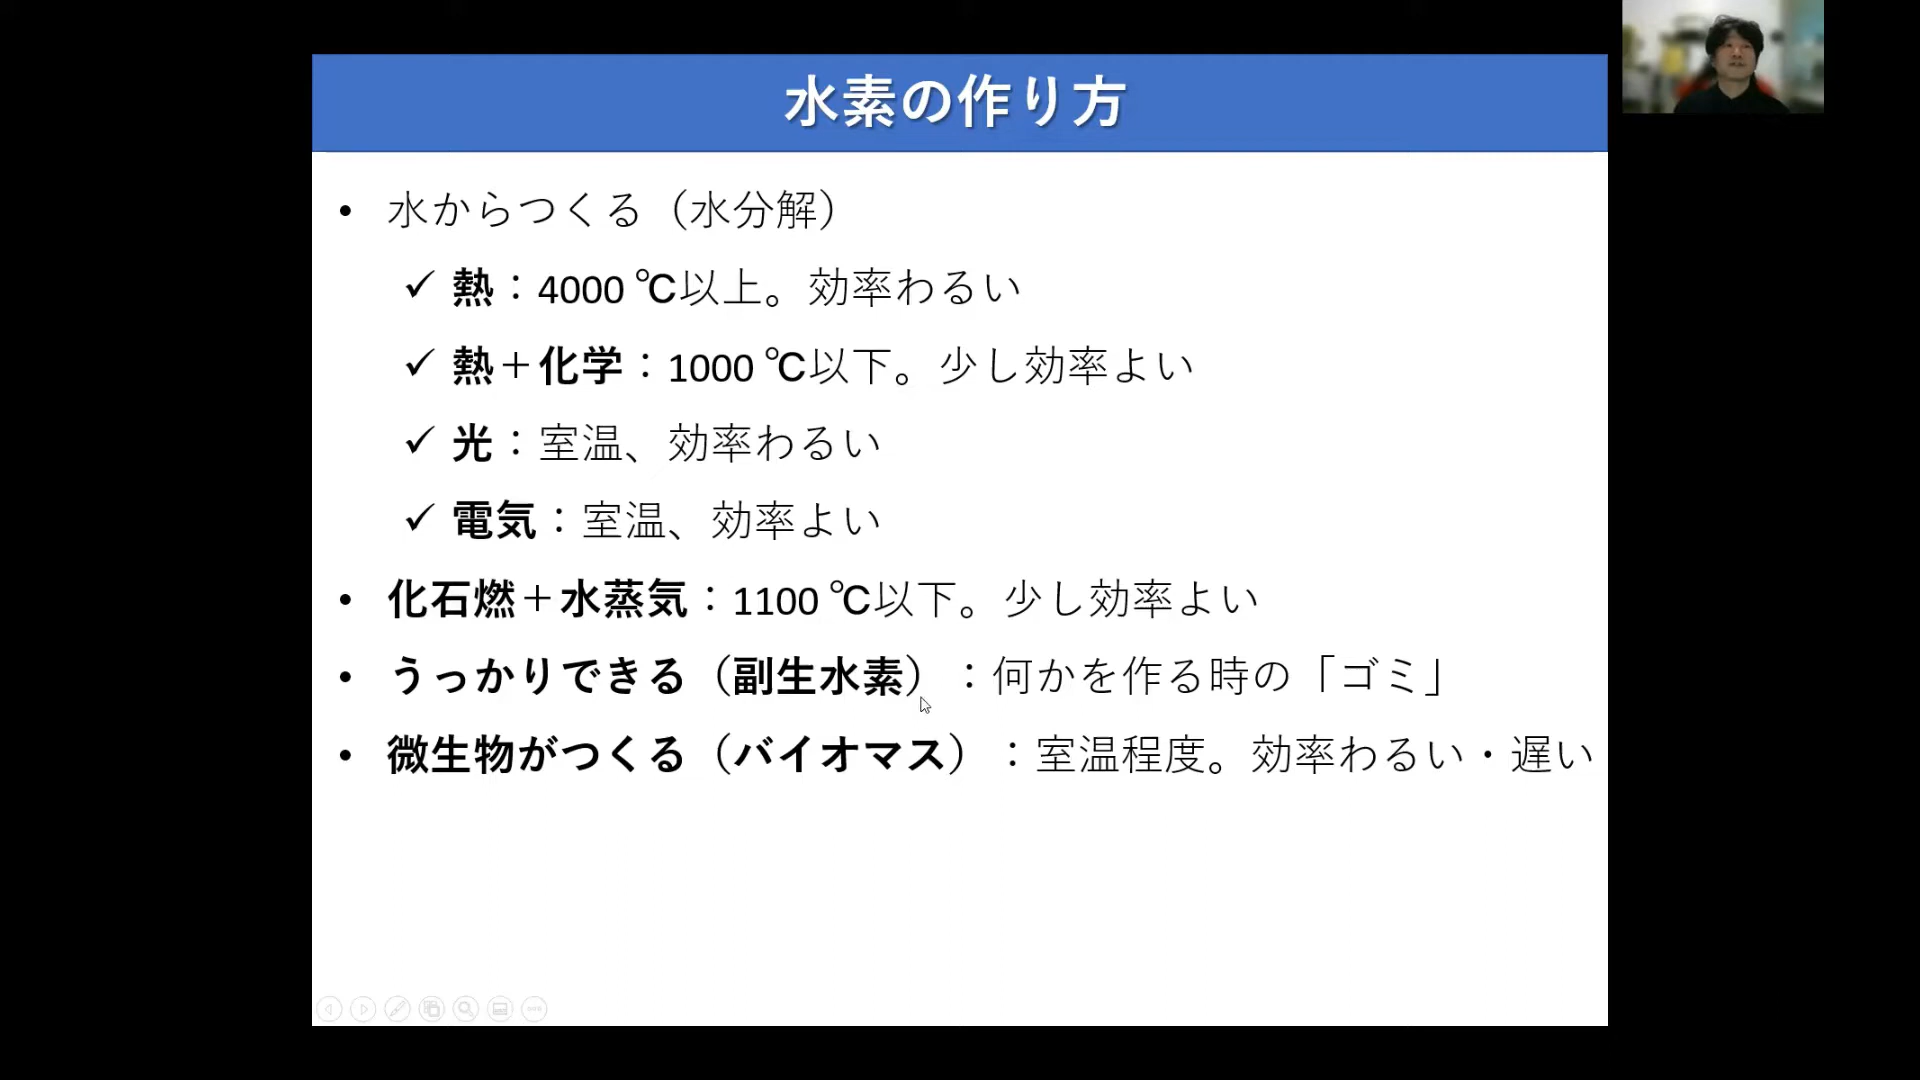 水素の作り方
• 水からつくる（水分解）
✓ 熱：4000 ℃以上。効率わるい
✓ 熱＋化学：1000 ℃以下。少し効率よい
✓ 光：室温、効率わるい
✓ 電気：室温、効率よい
• 化石燃＋水蒸気：1100 ℃以下。少し効率よい
• うっかりできる（副生水素）：何かを作る時の「ゴミ」
• 微生物がつくる（バイオマス）：室温程度。効率わるい・遅い